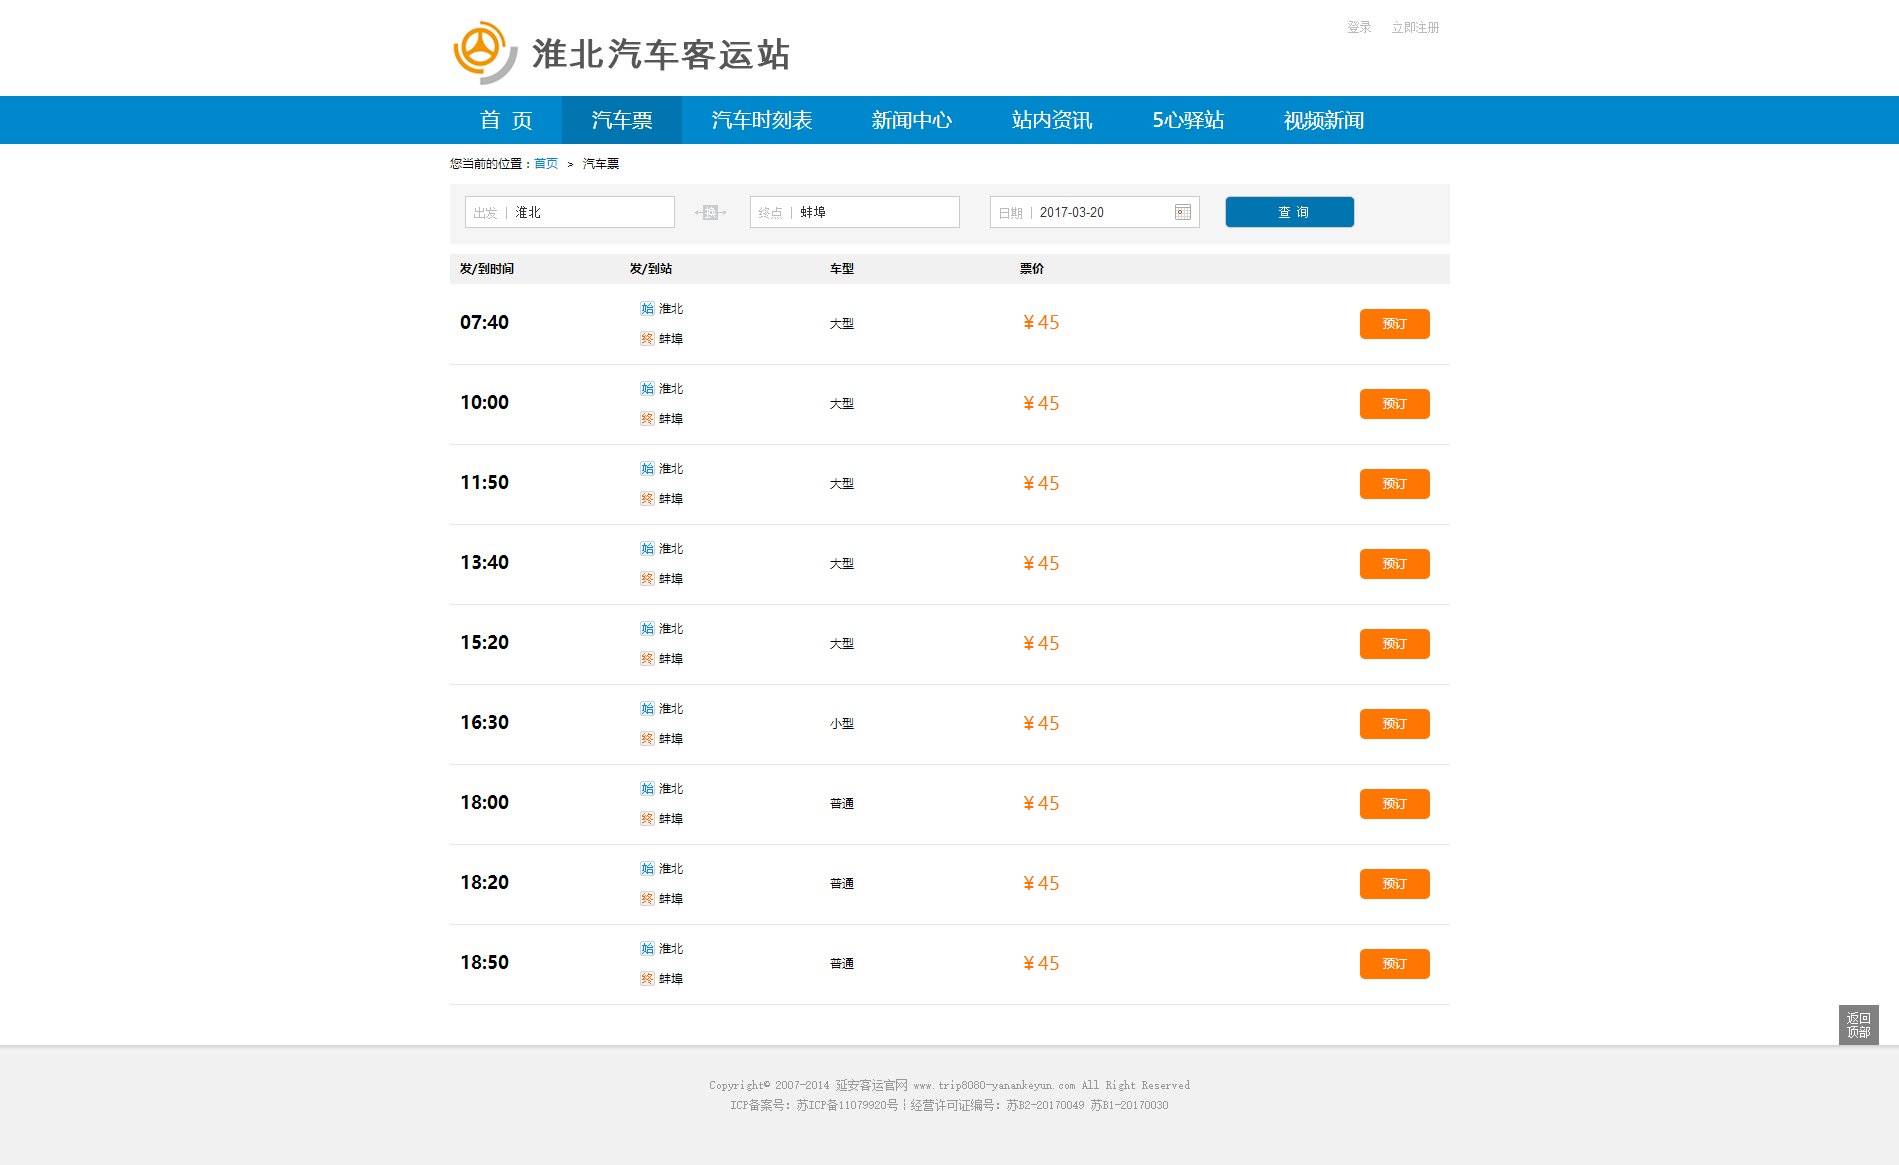 登录 立即注册
淮北汽车客运站
首 页 汽车票 汽车时刻表 新闻中心 站内资讯 5心驿站 视频新闻
您当前的位置：首页 > 汽车票
出发 | 淮北 换 终点 | 蚌埠 日期 | 2017-03-20 查 询
发/到时间 发/到站 车型 票价
始 淮北
07:40 大型 ¥45 预订
终 蚌埠
始 淮北
10:00 大型 ¥45 预订
终 蚌埠
始 淮北
11:50 大型 ¥45 预订
终 蚌埠
始 淮北
13:40 大型 ¥45 预订
终 蚌埠
始 淮北
15:20 大型 ¥45 预订
终 蚌埠
始 淮北
16:30 小型 ¥45 预订
终 蚌埠
始 淮北
18:00 普通 ¥45 预订
终 蚌埠
始 淮北
18:20 普通 ¥45 预订
终 蚌埠
始 淮北
18:50 普通 ¥45 预订
终 蚌埠
返回
顶部
Copyright© 2007-2014 延安客运官网 www.trip8080-yanankeyun.com All Right Reserved
ICP备案号：苏ICP备11079920号 | 经营许可证编号：苏B2-20170049 苏B1-20170030